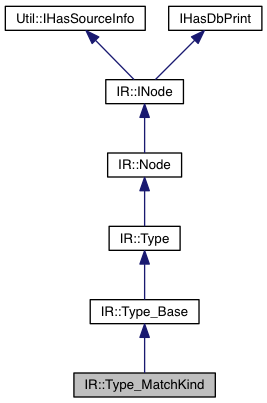 Util::IHasSourceInfo
IHasDbPrint
IR::INode
IR::Node
IR::Type
IR::Type_Base
IR::Type_MatchKind